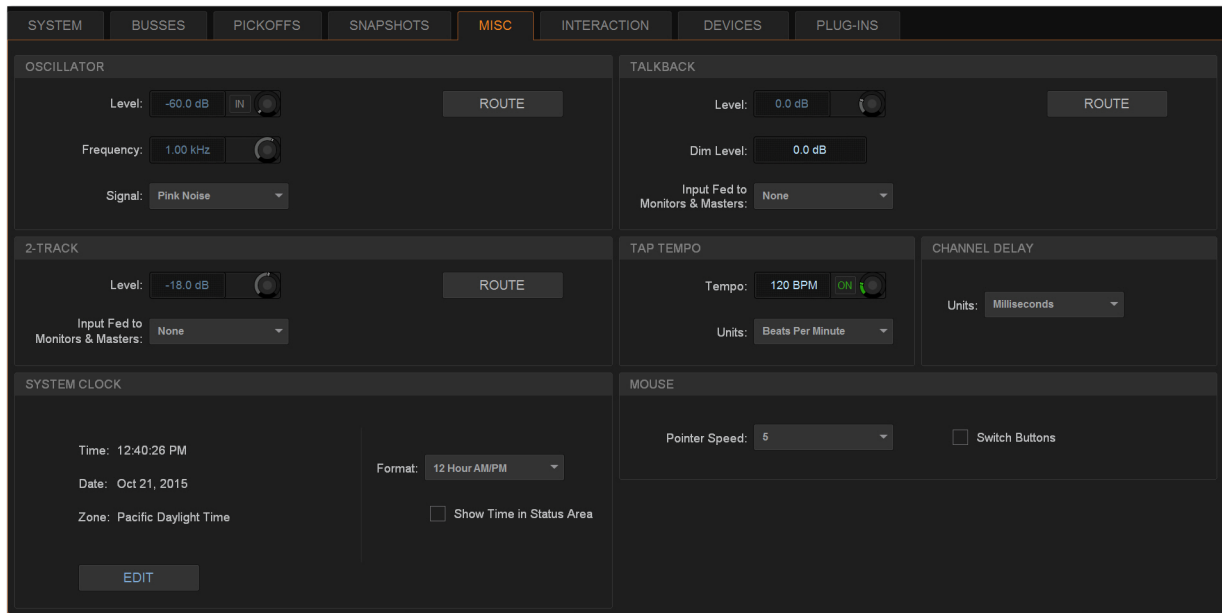 SYSTEM BUSSES PICKOFFS SNAPSHOTS MISC INTERACTION DEVICES PLUG-INS
OSCILLATOR
Level: -60.0 dB IN
ROUTE
Frequency: 1.00 kHz
Signal: Pink Noise
TALKBACK
Level: 0.0 dB
ROUTE
Dim Level: 0.0 dB
Input Fed to
Monitors & Masters: None
2-TRACK
Level: -18.0 dB
ROUTE
Input Fed to
Monitors & Masters: None
TAP TEMPO
Tempo: 120 BPM ON
Units: Beats Per Minute
CHANNEL DELAY
Units: Milliseconds
SYSTEM CLOCK
Time: 12:40:26 PM
Date: Oct 21, 2015
Zone: Pacific Daylight Time
EDIT
Format: 12 Hour AM/PM
Show Time in Status Area
MOUSE
Pointer Speed: 5
Switch Buttons